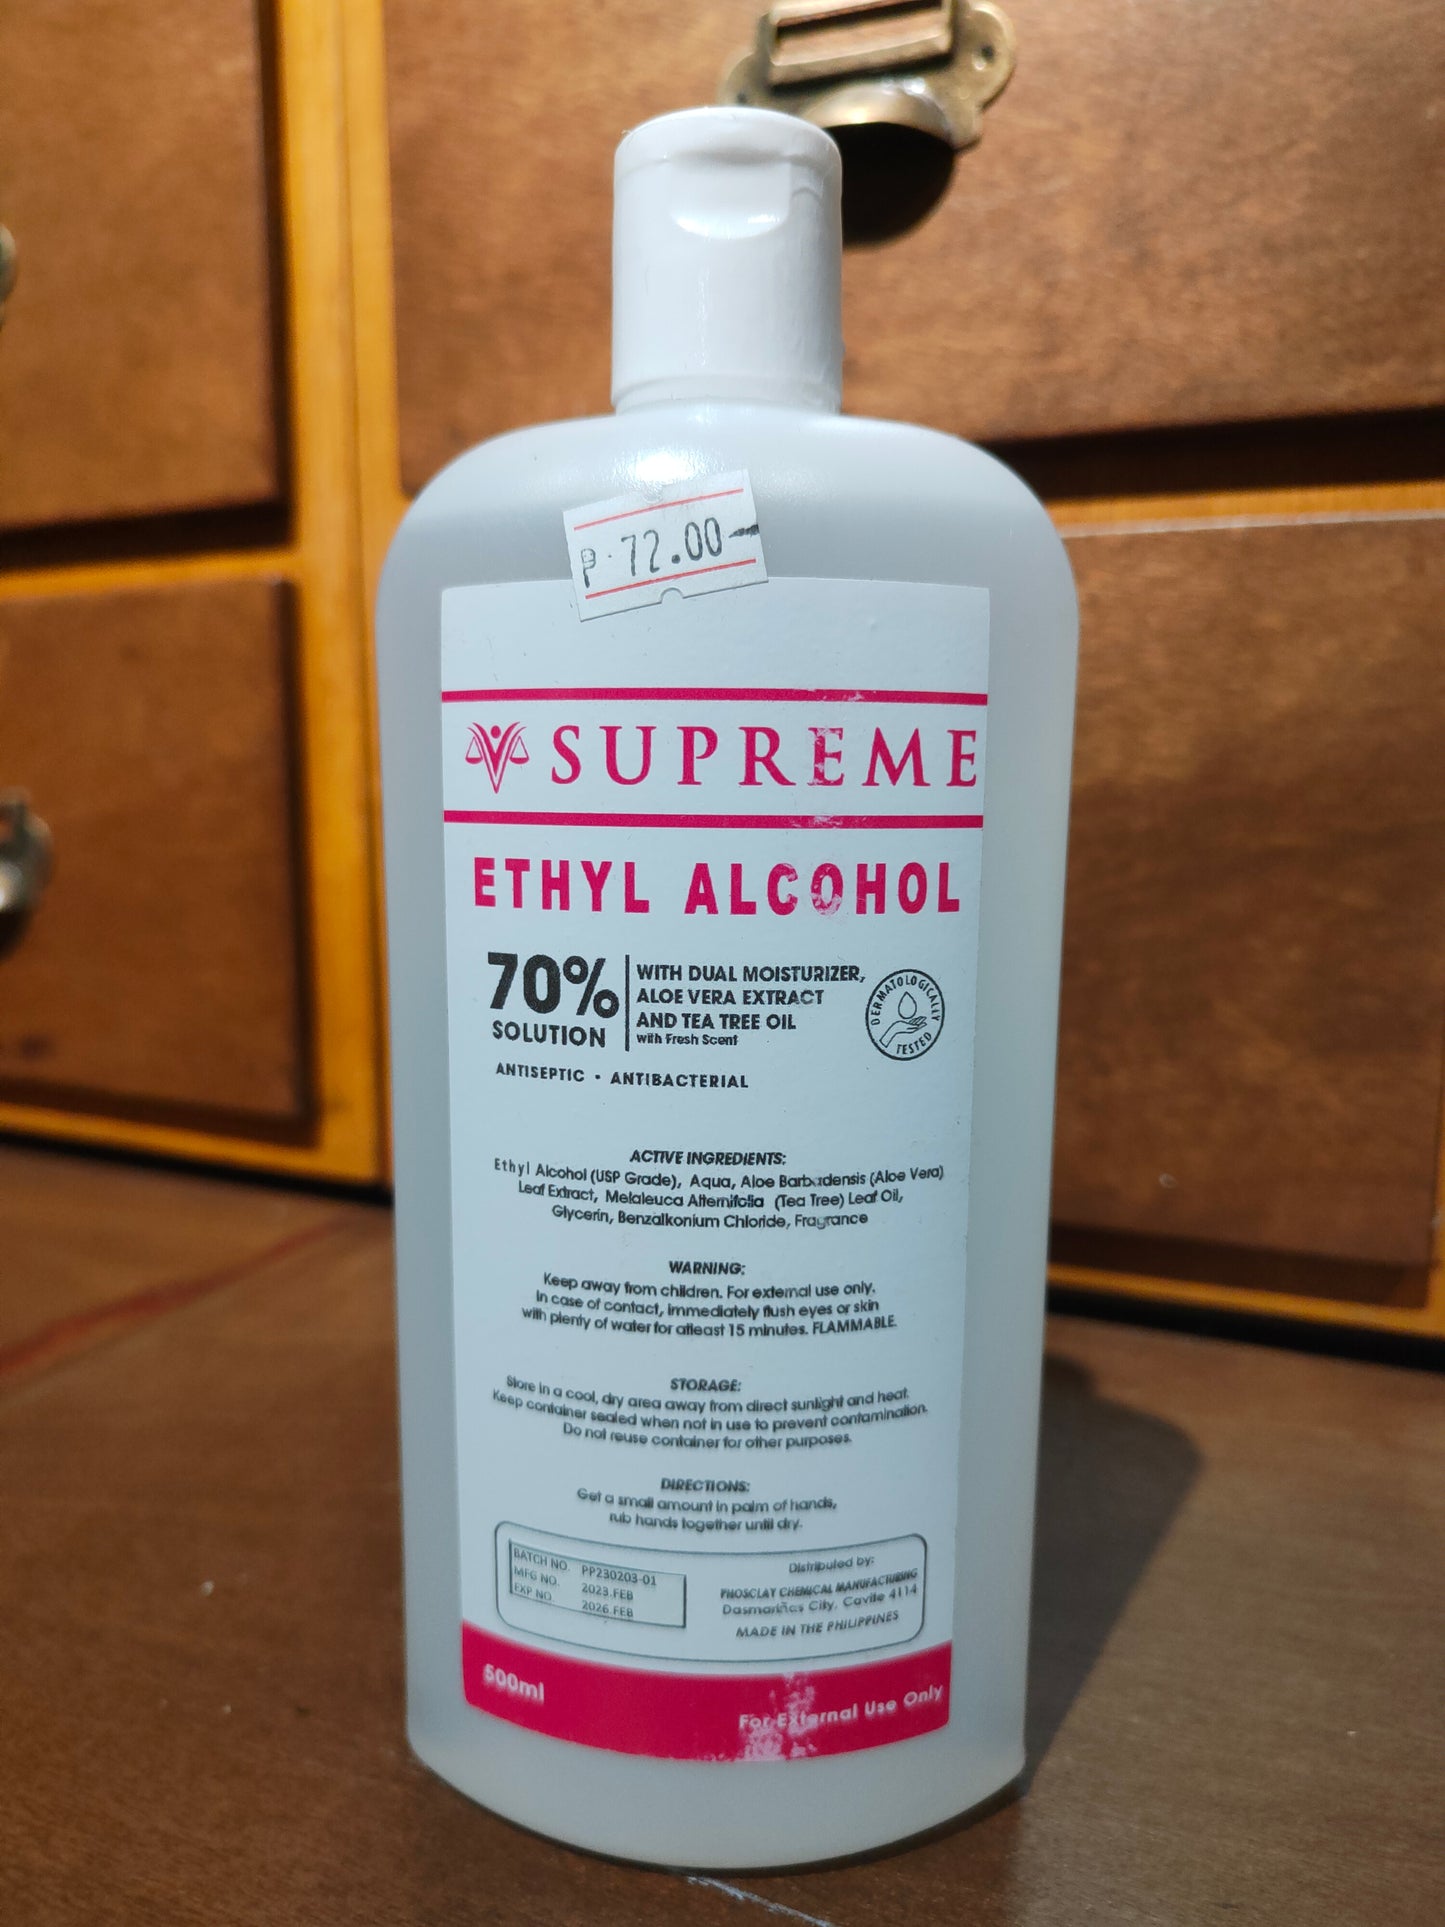 ₱ 72.00
SUPREME
ETHYL ALCOHOL
70%
SOLUTION
WITH DUAL MOISTURIZER,
ALOE VERA EXTRACT
AND TEA TREE OIL
with Fresh Scent
DERMATOLOGICALLY
TESTED
ANTISEPTIC • ANTIBACTERIAL
ACTIVE INGREDIENTS:
Ethyl Alcohol (USP Grade), Aqua, Aloe Barbadensis (Aloe Vera)
Leaf Extract, Melaleuca Alternifolia (Tea Tree) Leaf Oil,
Glycerin, Benzalkonium Chloride, Fragrance
WARNING:
Keep away from children. For external use only.
In case of contact, immediately flush eyes or skin
with plenty of water for atleast 15 minutes. FLAMMABLE.
STORAGE:
Store in a cool, dry area away from direct sunlight and heat.
Keep container sealed when not in use to prevent contamination.
Do not reuse container for other purposes.
DIRECTIONS:
Get a small amount in palm of hands,
rub hands together until dry.
BATCH NO. PP230203-01
MFG NO. 2023.FEB
EXP NO. 2026.FEB
Distributed by:
PHOSCLAY CHEMICAL MANUFACTURING
Dasmariñas City, Cavite 4114
MADE IN THE PHILIPPINES
500ml
For External Use Only